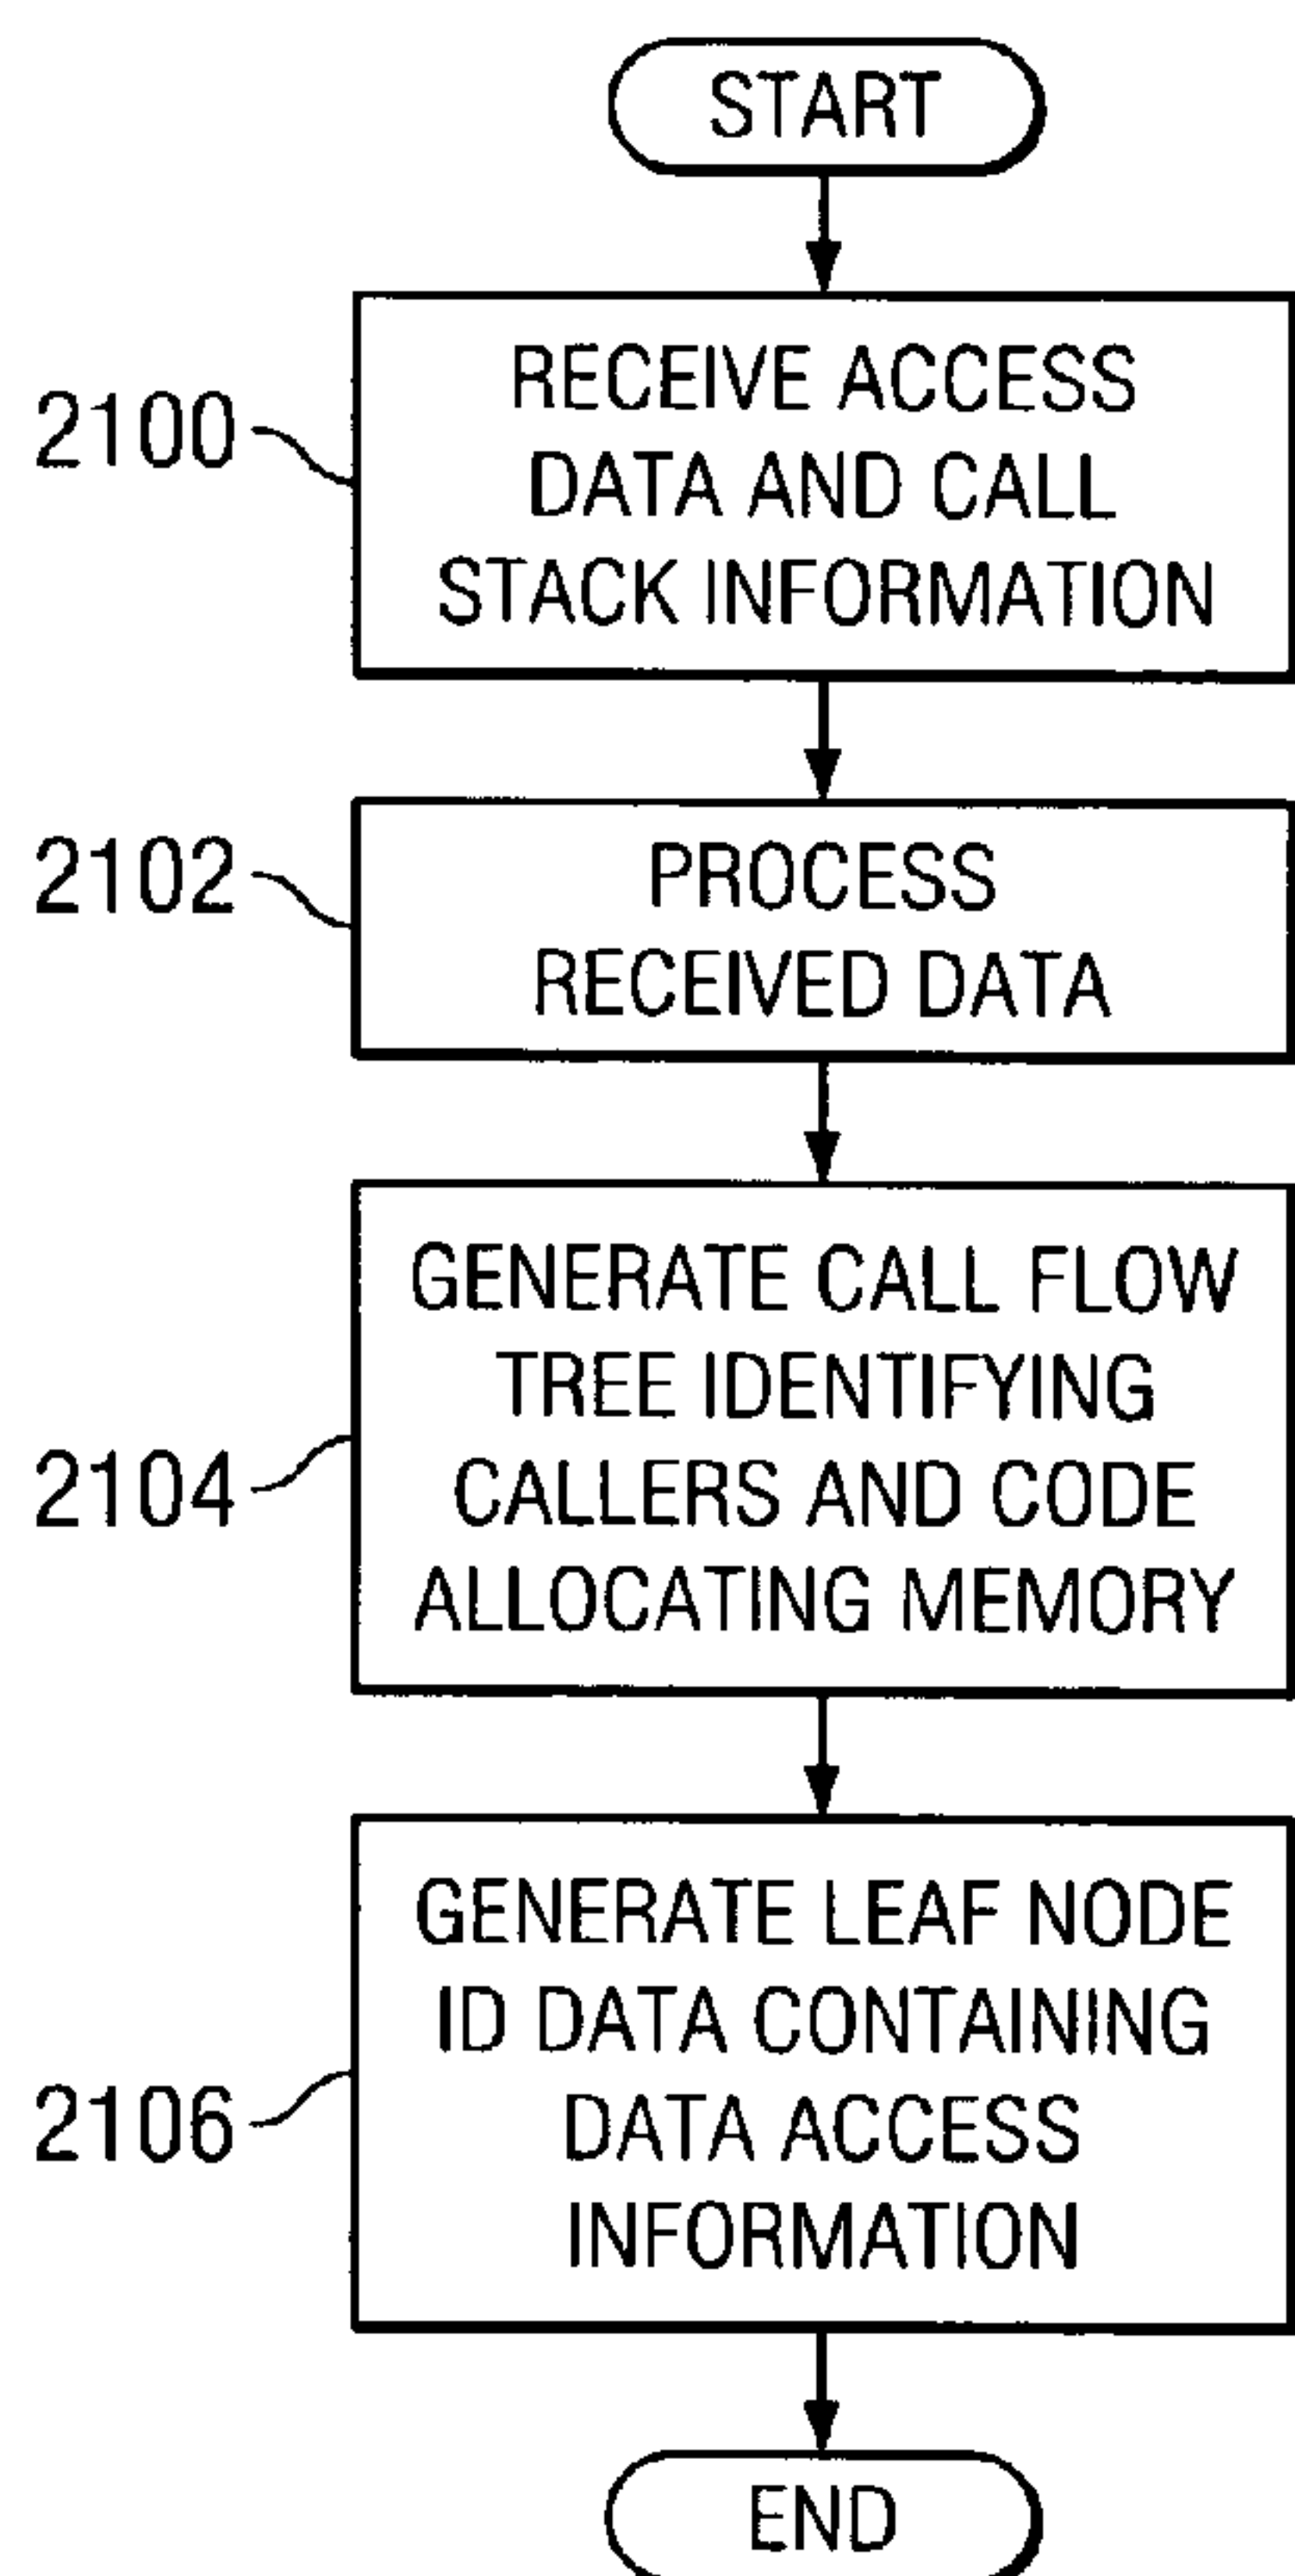 START
2100
RECEIVE ACCESS
DATA AND CALL
STACK INFORMATION
2102
PROCESS
RECEIVED DATA
2104
GENERATE CALL FLOW
TREE IDENTIFYING
CALLERS AND CODE
ALLOCATING MEMORY
2106
GENERATE LEAF NODE
ID DATA CONTAINING
DATA ACCESS
INFORMATION
END